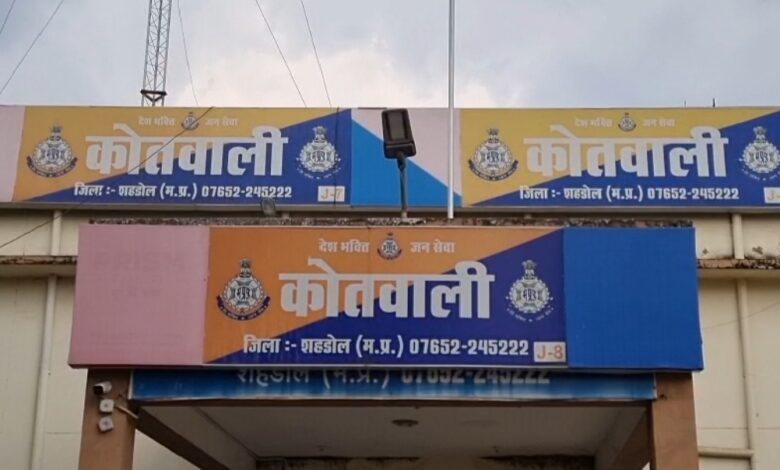 देश भक्ति जन सेवा
कोतवाली
जिला :- शहडोल (म.प्र.) 07652-245222
J-7
देश भक्ति जन सेवा
कोतवाली
जिला :- शहडोल (म.प्र.) 07652-245222
देश भक्ति जन सेवा
कोतवाली
जिला :- शहडोल (म.प्र.) 07652-245222
J-8
शहडोल (म.प्र.) 07652-245222